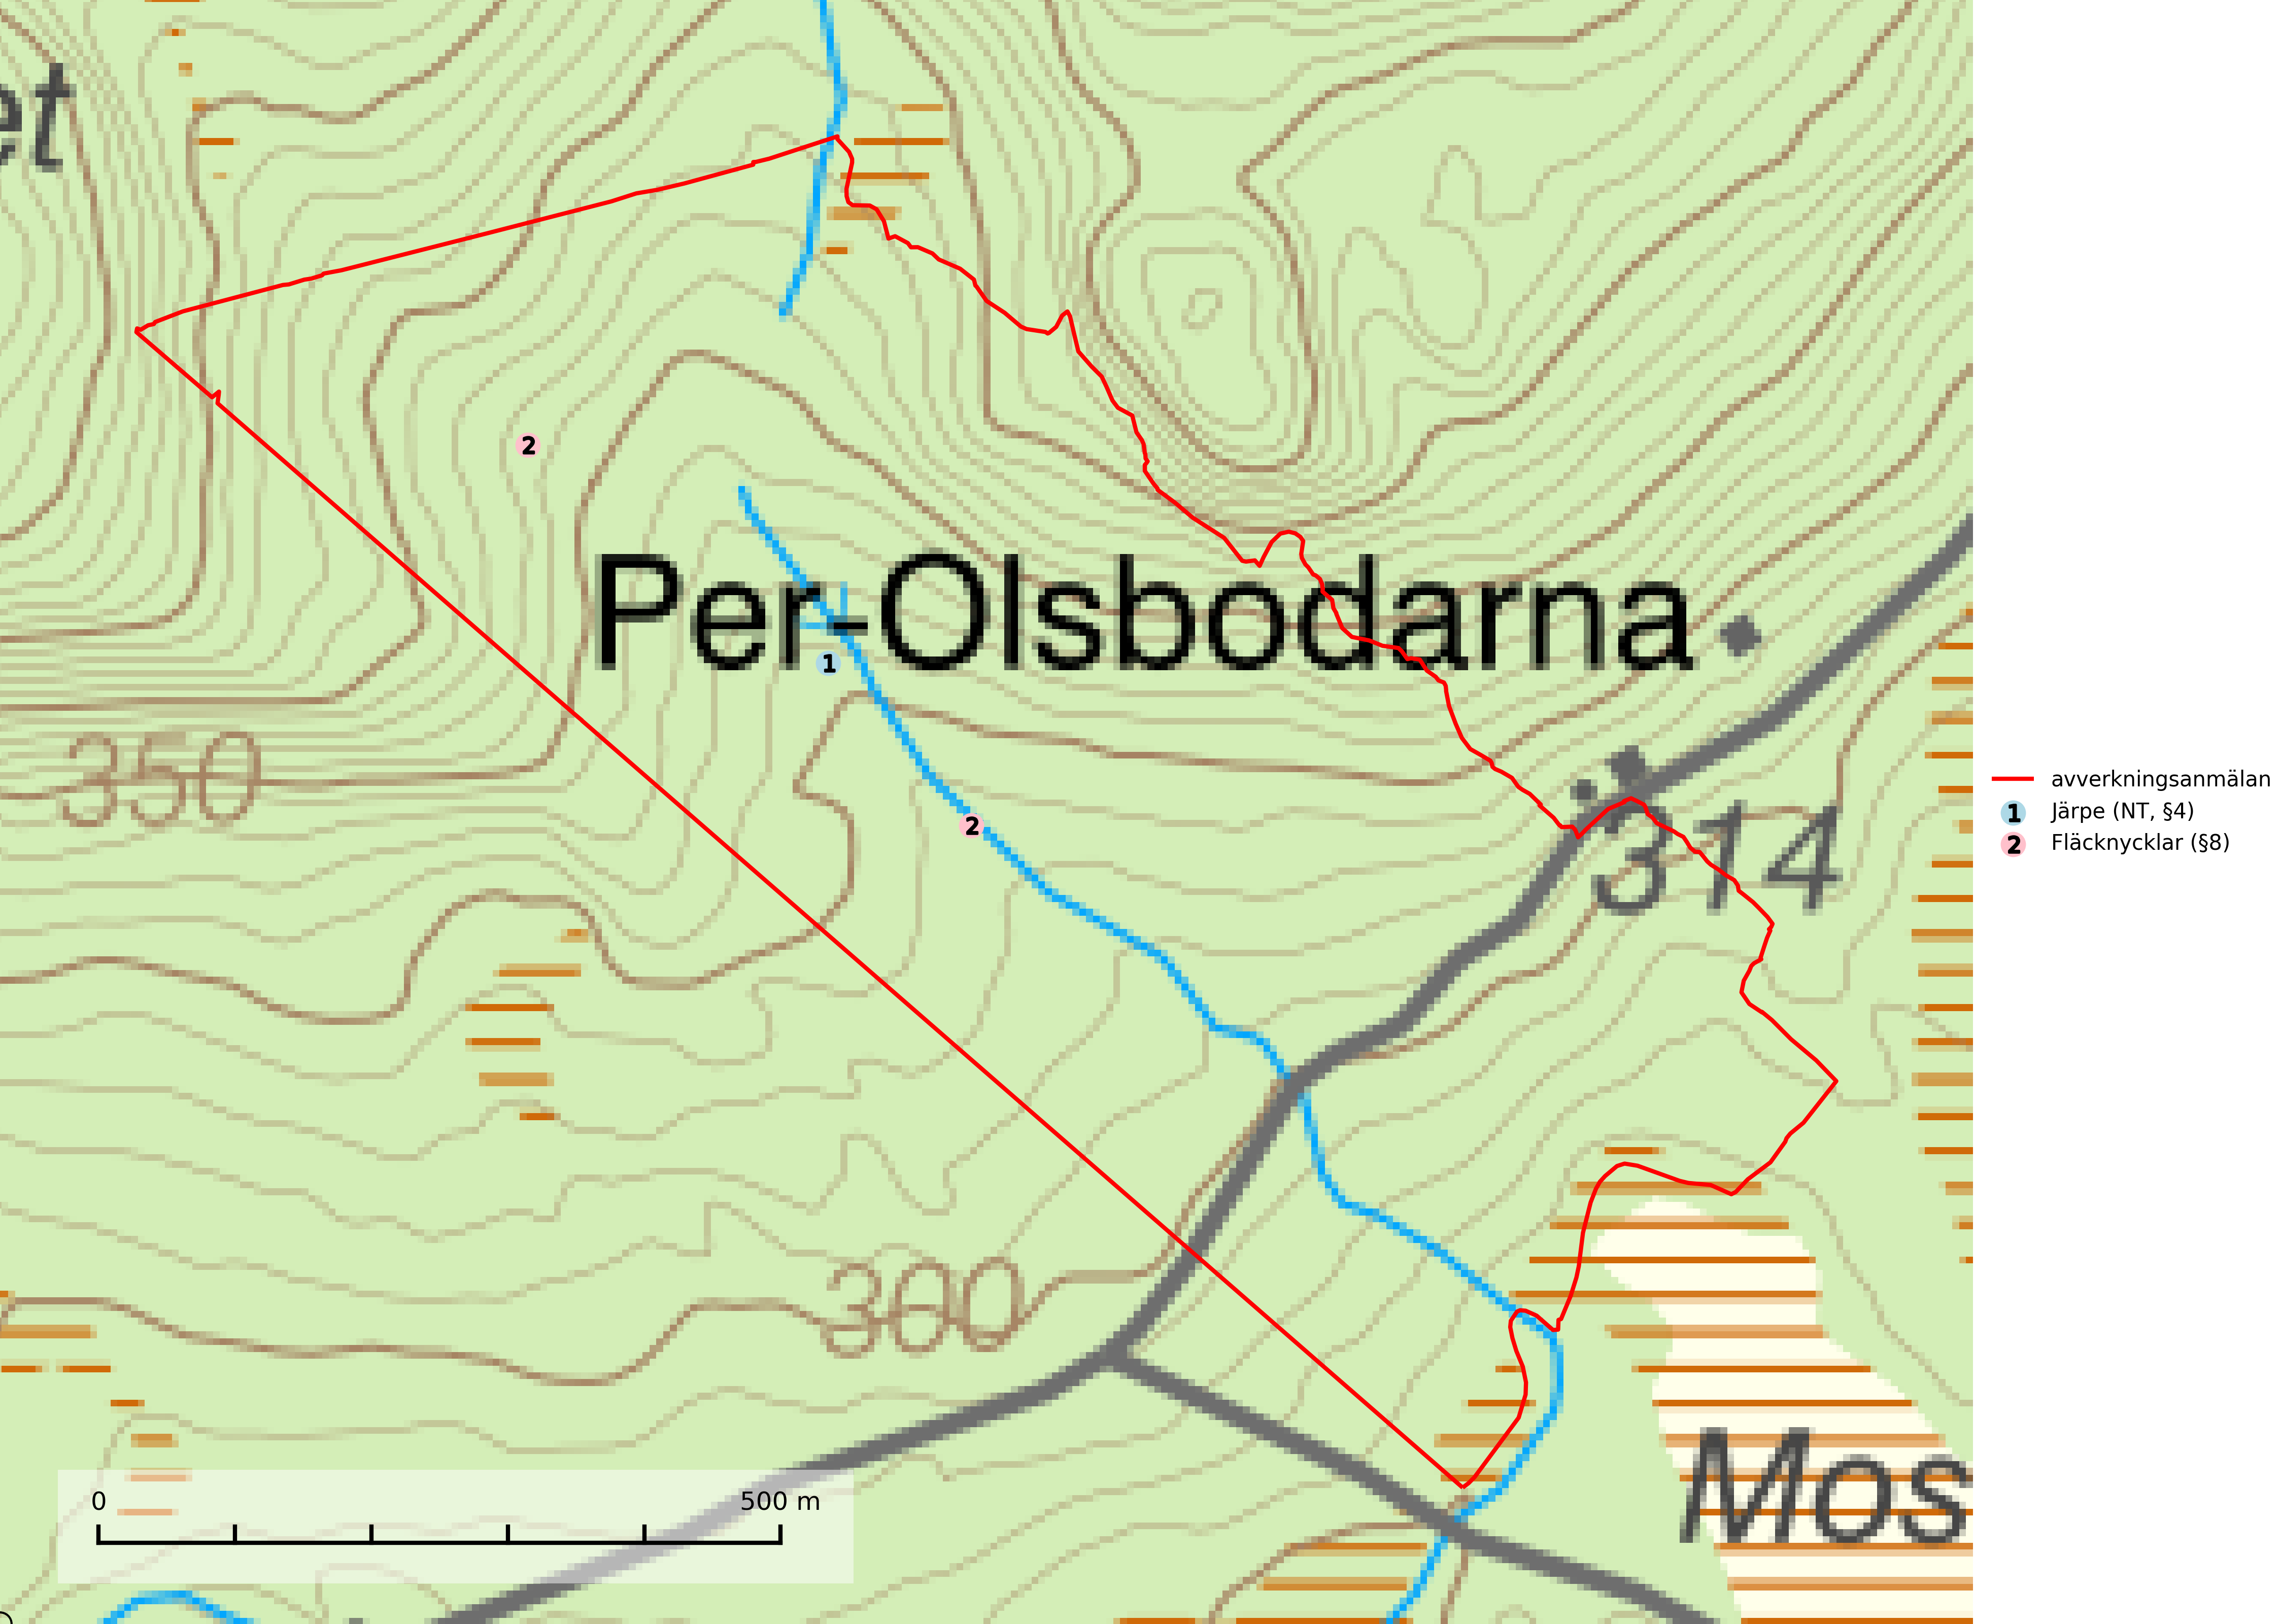 et
2
Per-Olsbodarna
1
350
2
314
300
Mos
0 500 m
avverkningsanmälan
1 Järpe (NT, §4)
2 Fläcknycklar (§8)